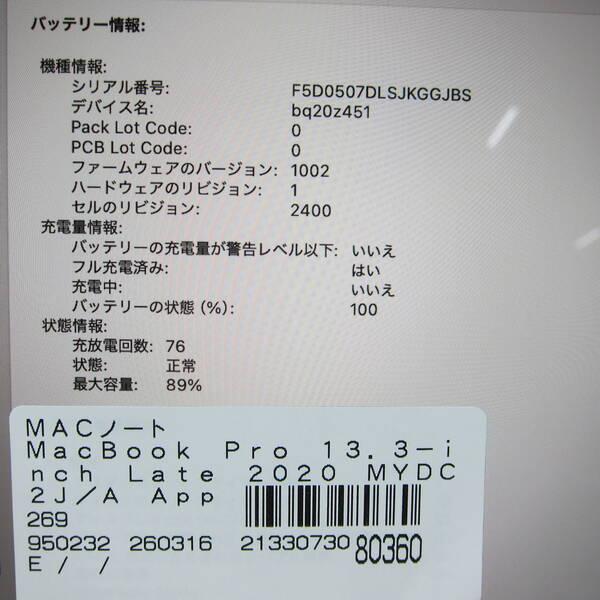 バッテリー情報:
機種情報:
シリアル番号: F5D0507DLSJKGGJBS
デバイス名: bq20z451
Pack Lot Code: 0
PCB Lot Code: 0
ファームウェアのバージョン: 1002
ハードウェアのリビジョン: 1
セルのリビジョン: 2400
充電量情報:
バッテリーの充電量が警告レベル以下: いいえ
フル充電済み: はい
充電中: いいえ
バッテリーの状態（%）: 100
状態情報:
充放電回数: 76
状態: 正常
最大容量: 89%
MACノート
MacBook Pro 13.3-i
nch Late 2020 MYDC
2J/A App
269
950232 260316 21330730 80360
E/ /